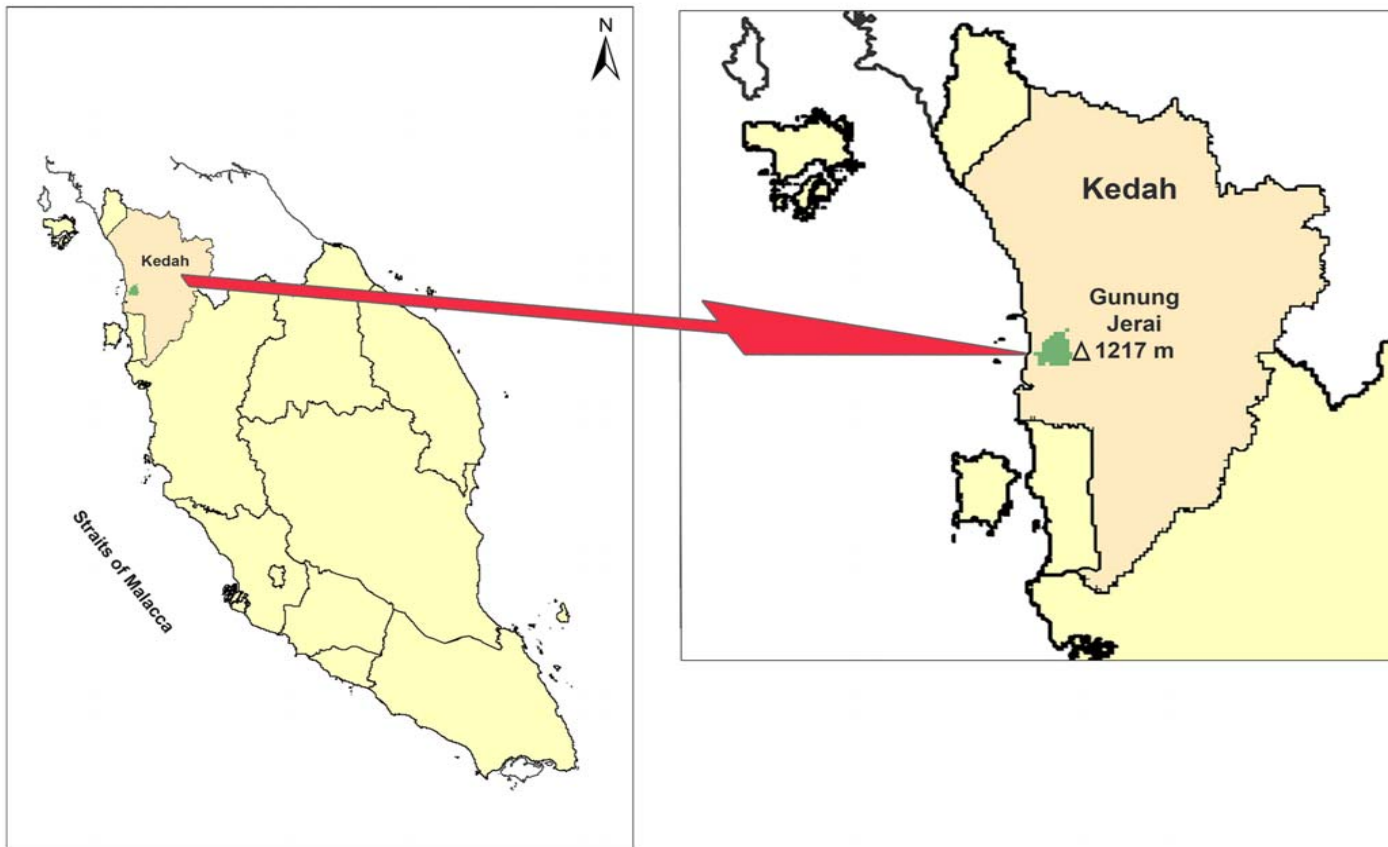 N
Kedah
Straits of Malacca
Kedah
Gunung
Jerai
Δ 1217 m